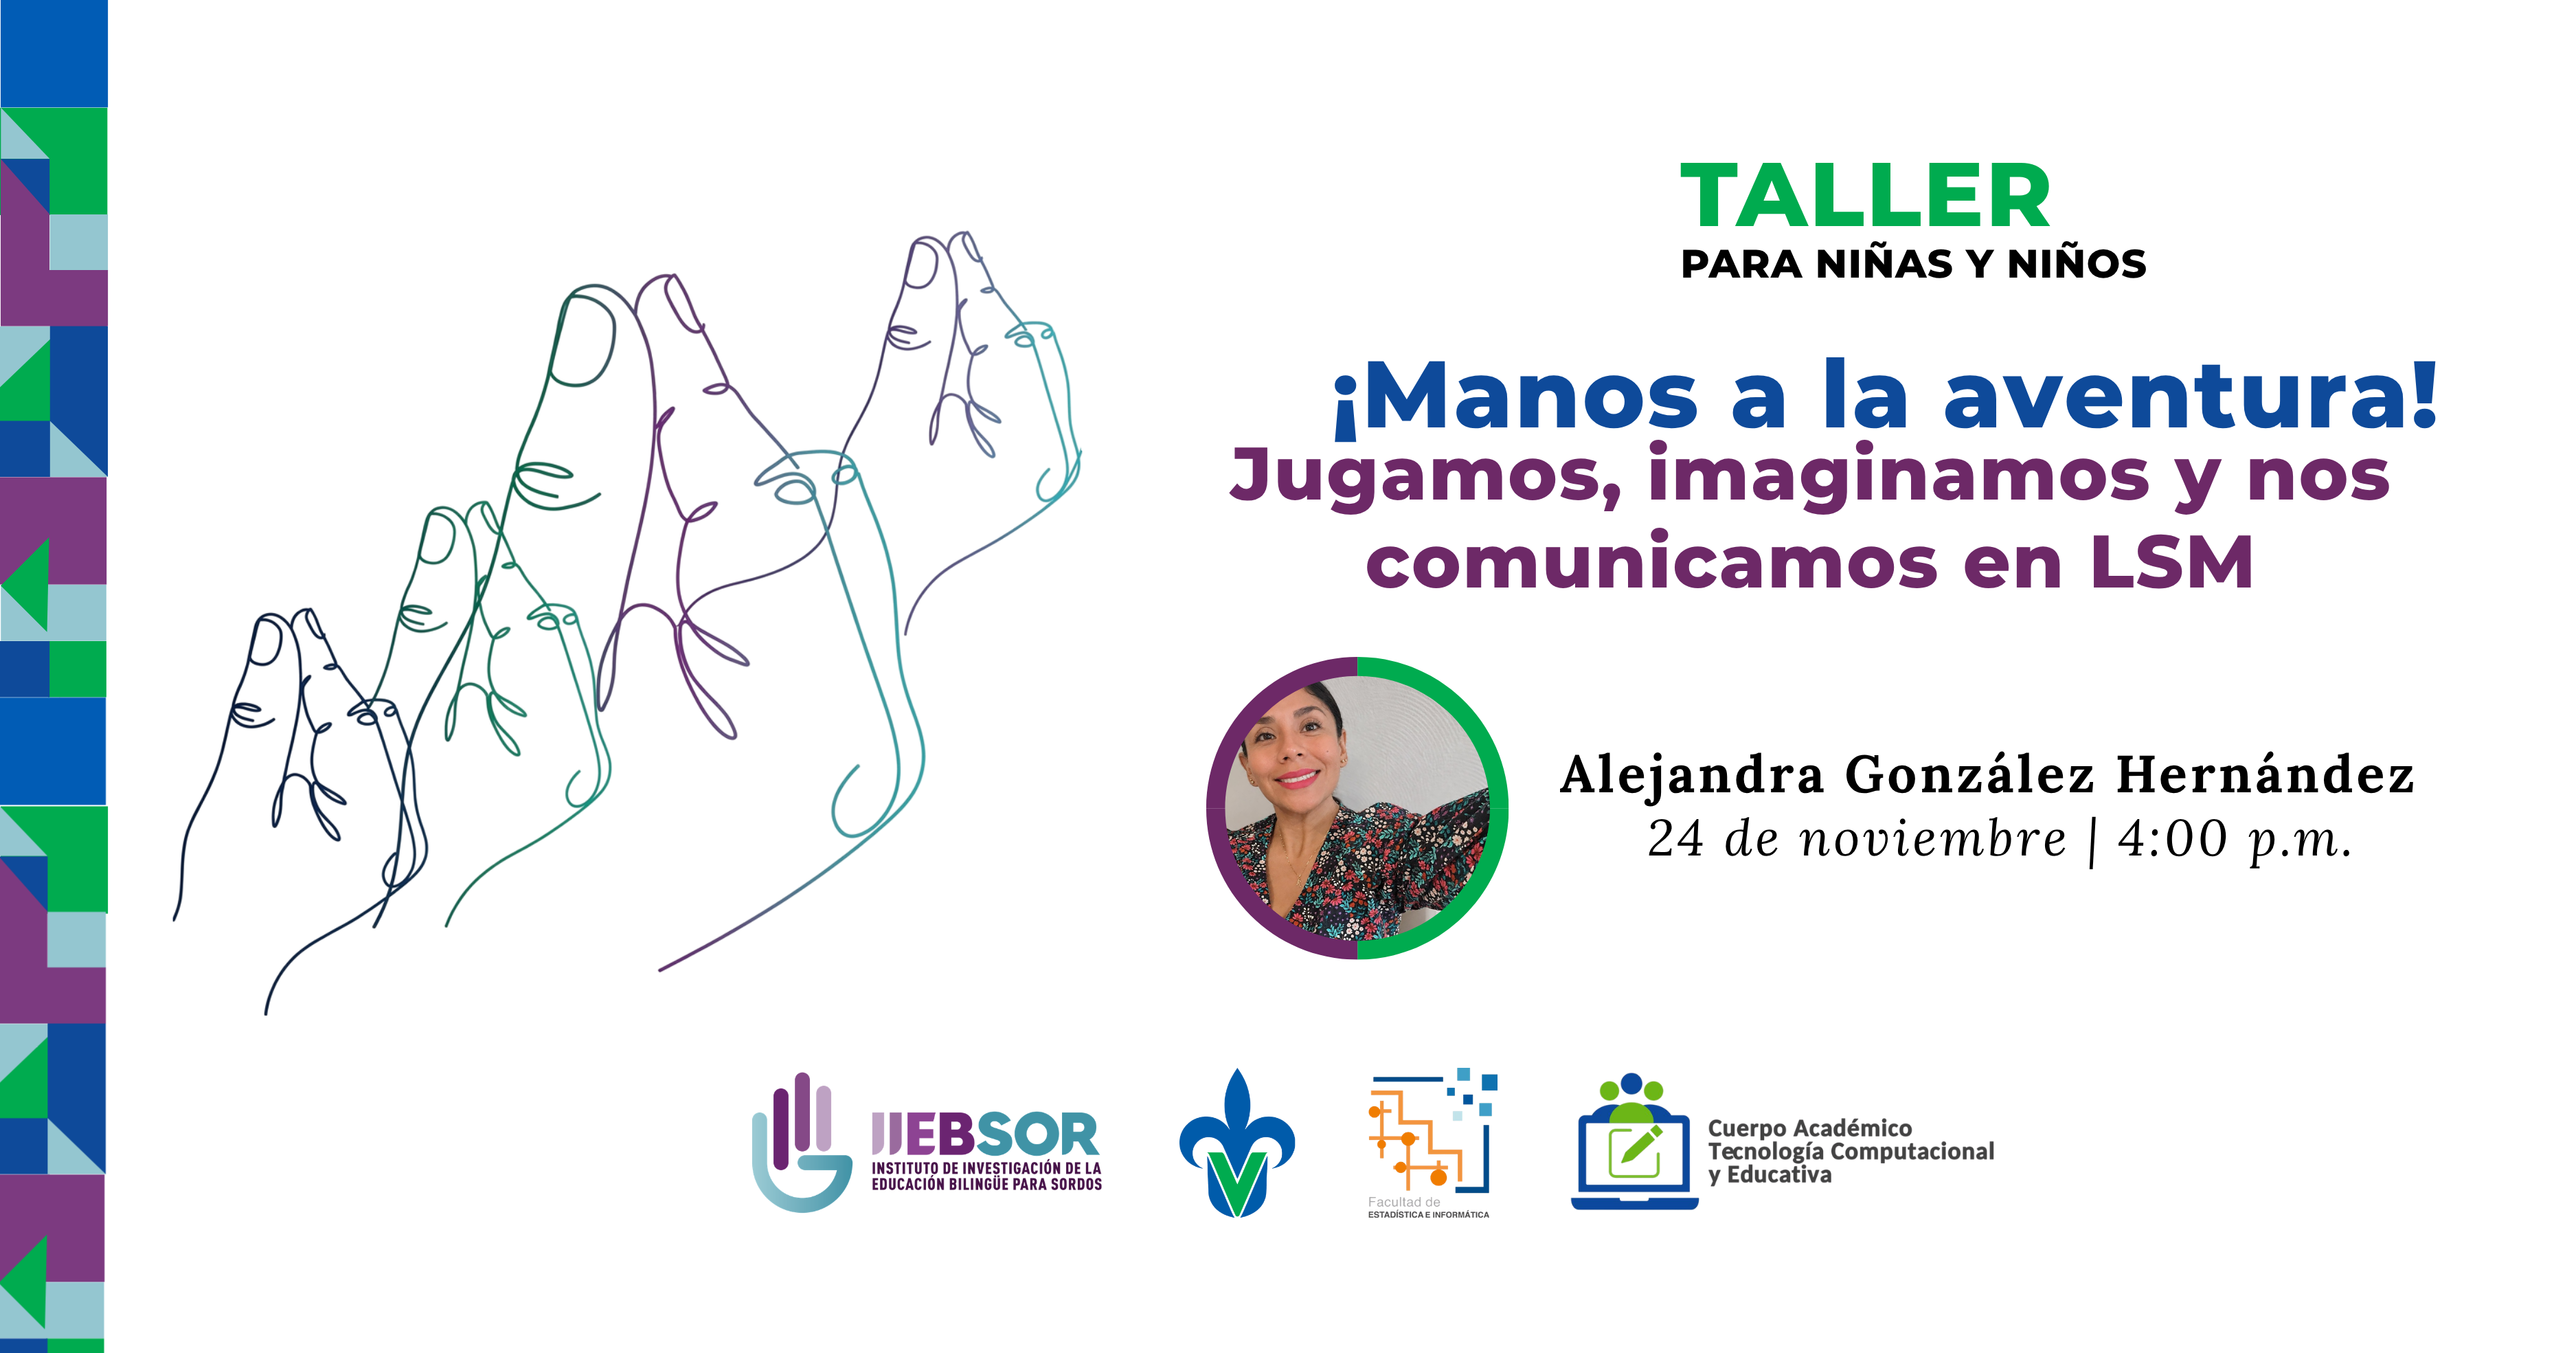 TALLER
PARA NIÑAS Y NIÑOS
¡Manos a la aventura!
Jugamos, imaginamos y nos
comunicamos en LSM
Alejandra González Hernández
24 de noviembre | 4:00 p.m.
IIEBSOR
INSTITUTO DE INVESTIGACIÓN DE LA
EDUCACIÓN BILINGÜE PARA SORDOS
Facultad de
ESTADÍSTICA E INFORMÁTICA
Cuerpo Académico
Tecnología Computacional
y Educativa